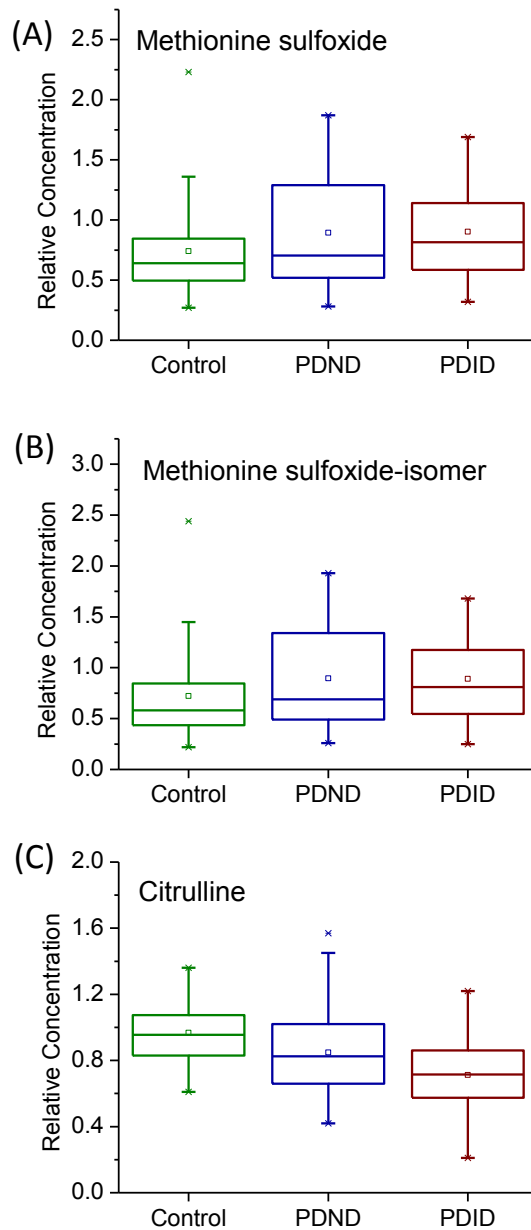 (A)
Methionine sulfoxide
Relative Concentration
2.5
2.0
1.5
1.0
0.5
0.0
Control PDND PDID
(B)
Methionine sulfoxide-isomer
Relative Concentration
3.0
2.5
2.0
1.5
1.0
0.5
0.0
Control PDND PDID
(C)
Citrulline
Relative Concentration
2.0
1.6
1.2
0.8
0.4
0.0
Control PDND PDID